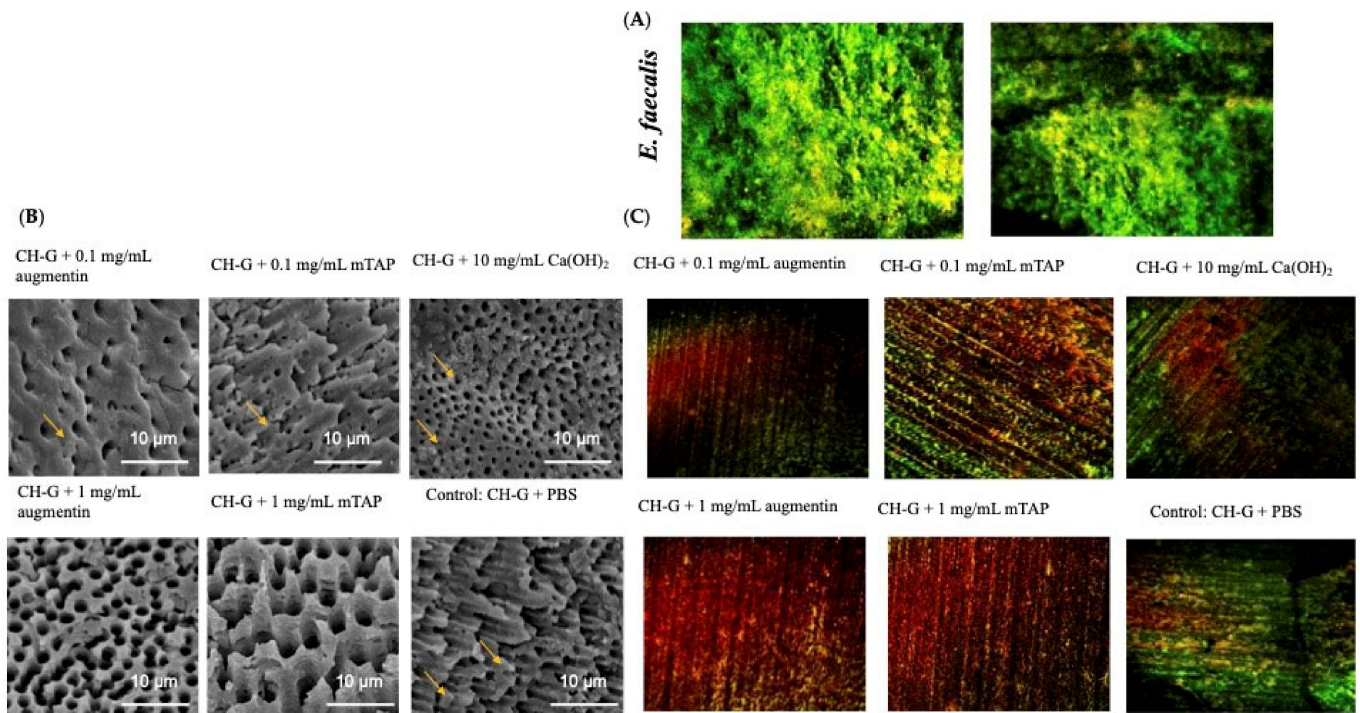 (A)
E. faecalis
(B)
(C)
CH-G + 0.1 mg/mL
augmentin
CH-G + 0.1 mg/mL mTAP
CH-G + 10 mg/mL Ca(OH)₂
CH-G + 0.1 mg/mL augmentin
CH-G + 0.1 mg/mL mTAP
CH-G + 10 mg/mL Ca(OH)₂
10 µm
10 µm
10 µm
CH-G + 1 mg/mL
augmentin
CH-G + 1 mg/mL mTAP
Control: CH-G + PBS
CH-G + 1 mg/mL augmentin
CH-G + 1 mg/mL mTAP
Control: CH-G + PBS
10 µm
10 µm
10 µm